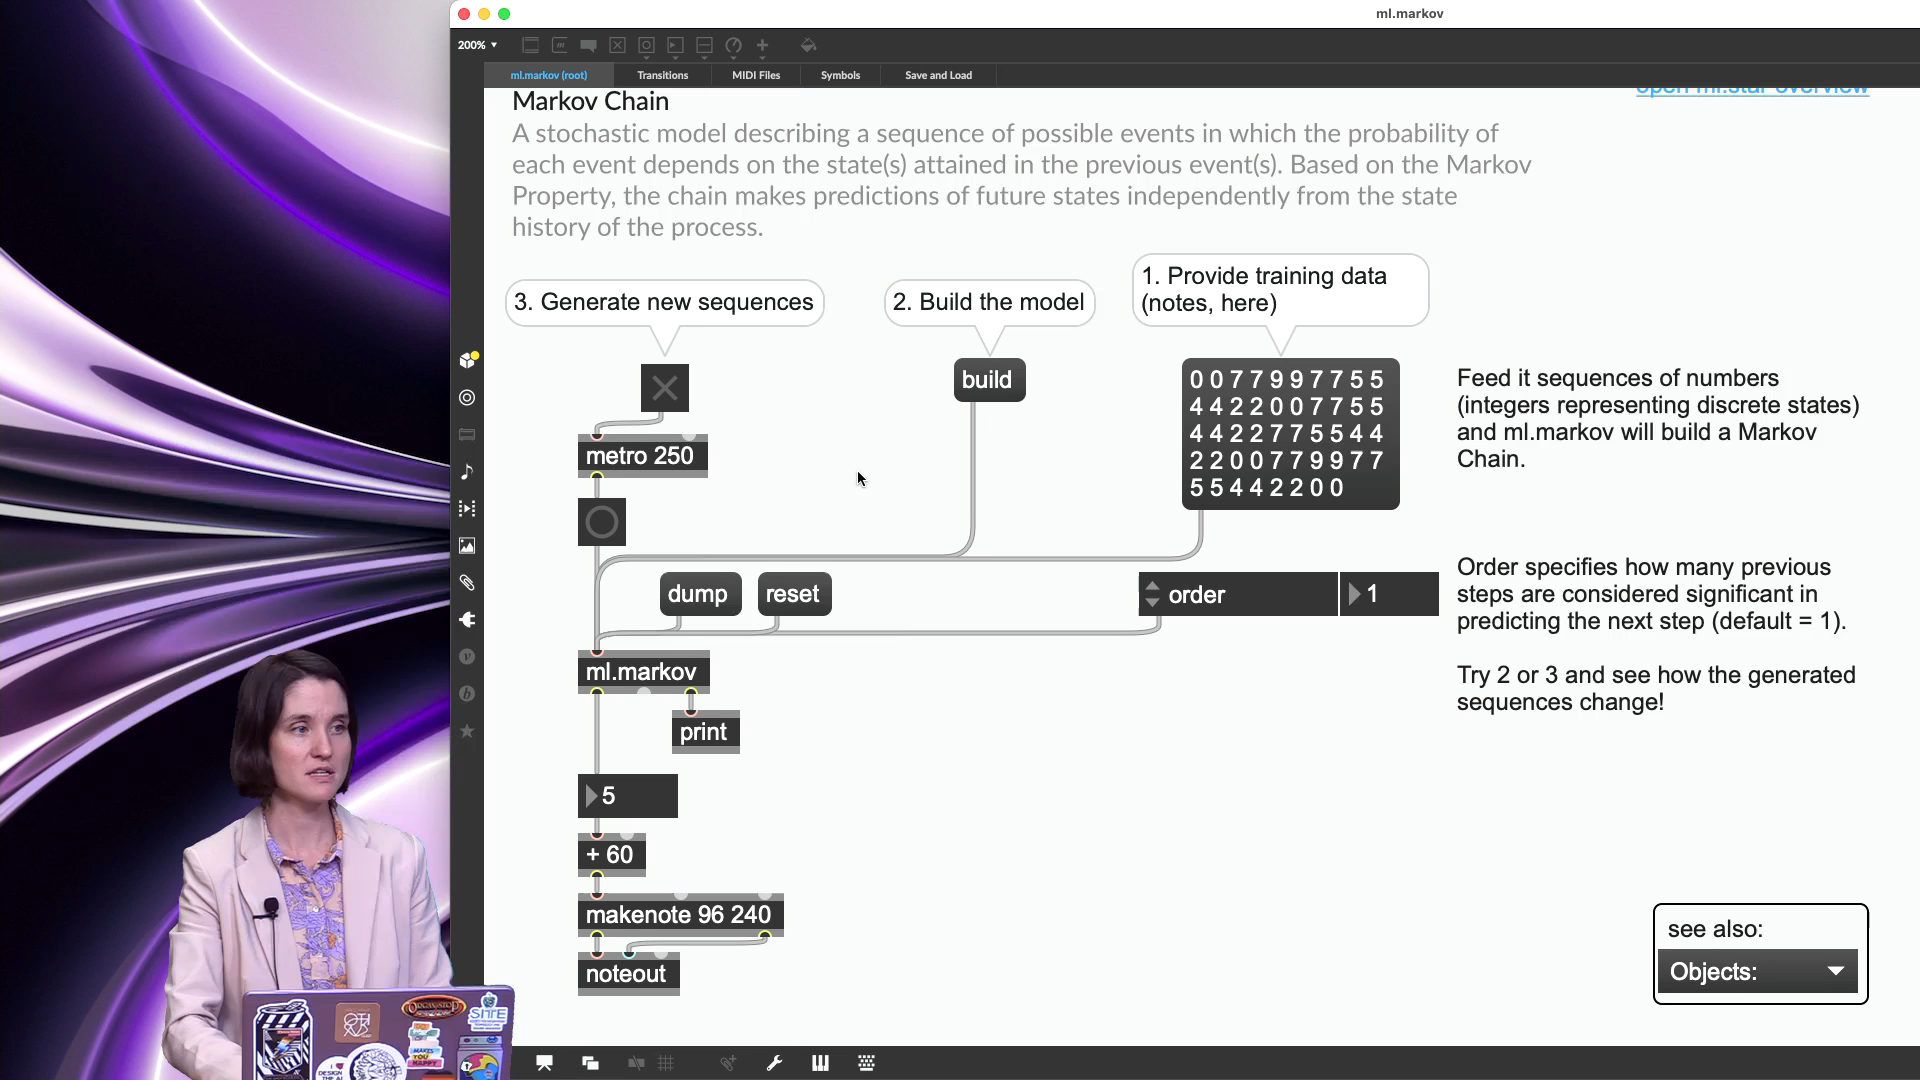 ml.markov
200%
ml.markov (root)
Transitions
MIDI Files
Symbols
Save and Load
open ml.star overview
Markov Chain
A stochastic model describing a sequence of possible events in which the probability of
each event depends on the state(s) attained in the previous event(s). Based on the Markov
Property, the chain makes predictions of future states independently from the state
history of the process.
3. Generate new sequences
2. Build the model
1. Provide training data
(notes, here)
build
0 0 7 7 9 9 7 7 5 5
4 4 2 2 0 0 7 7 5 5
4 4 2 2 7 7 5 5 4 4
2 2 0 0 7 7 9 9 7 7
5 5 4 4 2 2 0 0
Feed it sequences of numbers
(integers representing discrete states)
and ml.markov will build a Markov
Chain.
metro 250
dump
reset
order
1
Order specifies how many previous
steps are considered significant in
predicting the next step (default = 1).
Try 2 or 3 and see how the generated
sequences change!
ml.markov
print
5
+ 60
makenote 96 240
noteout
see also:
Objects:
SITE
MAKES
YOU
HAPPY